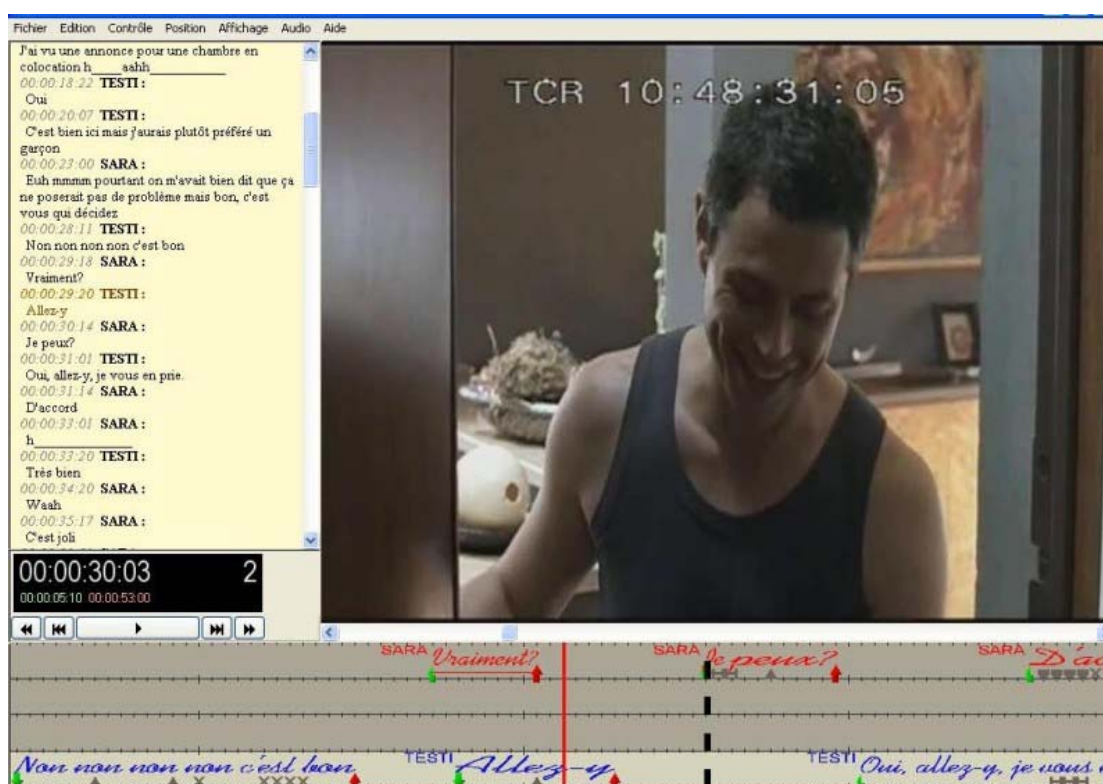 Fichier Edition Contrôle Position Affichage Audio Aide
J'ai vu une annonce pour une chambre en
colocation h____aahh___________
00:00:18:22 TESTI :
Oui
00:00:20:07 TESTI :
C'est bien ici mais j'aurais plutôt préféré un
garçon
00:00:23:00 SARA :
Euh mmmm pourtant on m'avait bien dit que ça
ne poserait pas de problème mais bon, c'est
vous qui décidez
00:00:28:11 TESTI :
Non non non non c'est bon
00:00:29:18 SARA :
Vraiment?
00:00:29:20 TESTI :
Allez-y
00:00:30:14 SARA :
Je peux?
00:00:31:01 TESTI :
Oui, allez-y, je vous en prie.
00:00:31:14 SARA :
D'accord
00:00:33:01 SARA :
h______________
00:00:33:20 TESTI :
Très bien
00:00:34:20 SARA :
Waah
00:00:35:17 SARA :
C'est joli
TCR 10:48:31:05
00:00:30:03 2
00:00:05:10 00:00:53:00
SARA Vraiment? SARA Je peux? SARA D'ac
Non non non non c'est bon TESTI Allez-y TESTI Oui, allez-y, je vous